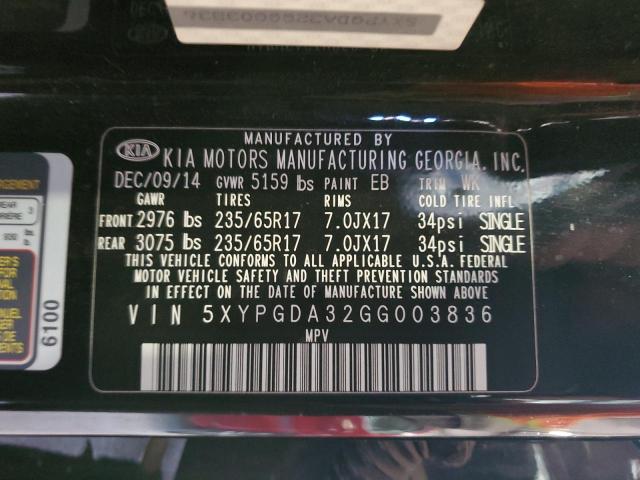 MANUFACTURED BY
KIA KIA MOTORS MANUFACTURING GEORGIA, INC.
DEC/09/14 GVWR 5159 lbs PAINT EB TRIM WK
GAWR TIRES RIMS COLD TIRE INFL.
FRONT 2976 lbs 235/65R17 7.0JX17 34psi SINGLE
REAR 3075 lbs 235/65R17 7.0JX17 34psi SINGLE
THIS VEHICLE CONFORMS TO ALL APPLICABLE U.S.A. FEDERAL
MOTOR VEHICLE SAFETY AND THEFT PREVENTION STANDARDS
IN EFFECT ON THE DATE OF MANUFACTURE SHOWN ABOVE.
VIN 5XYPGDA32GG003836
MPV
6100